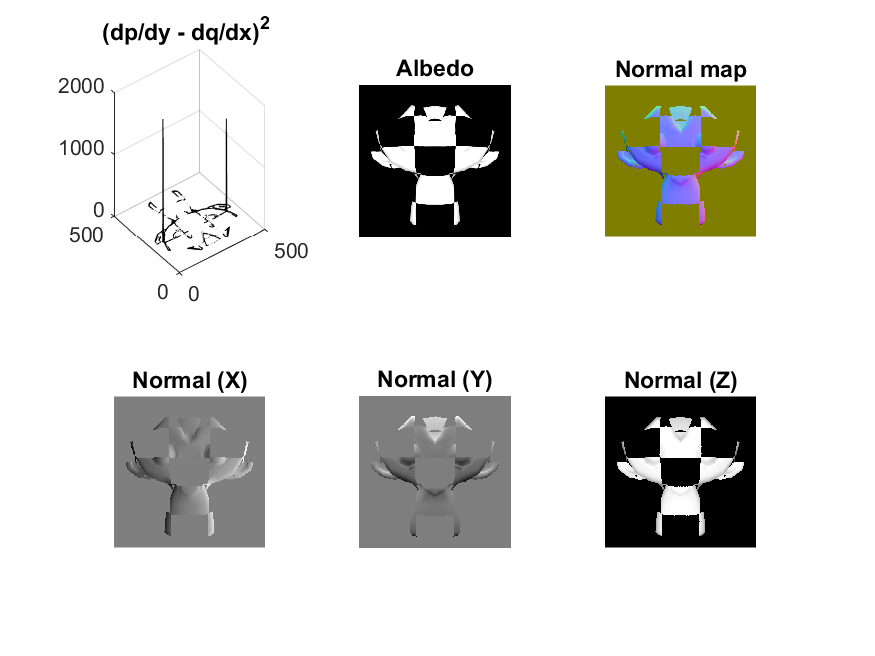 (dp/dy - dq/dx)²
2000
1000
0
500
0
0
500
Albedo
Normal map
Normal (X)
Normal (Y)
Normal (Z)